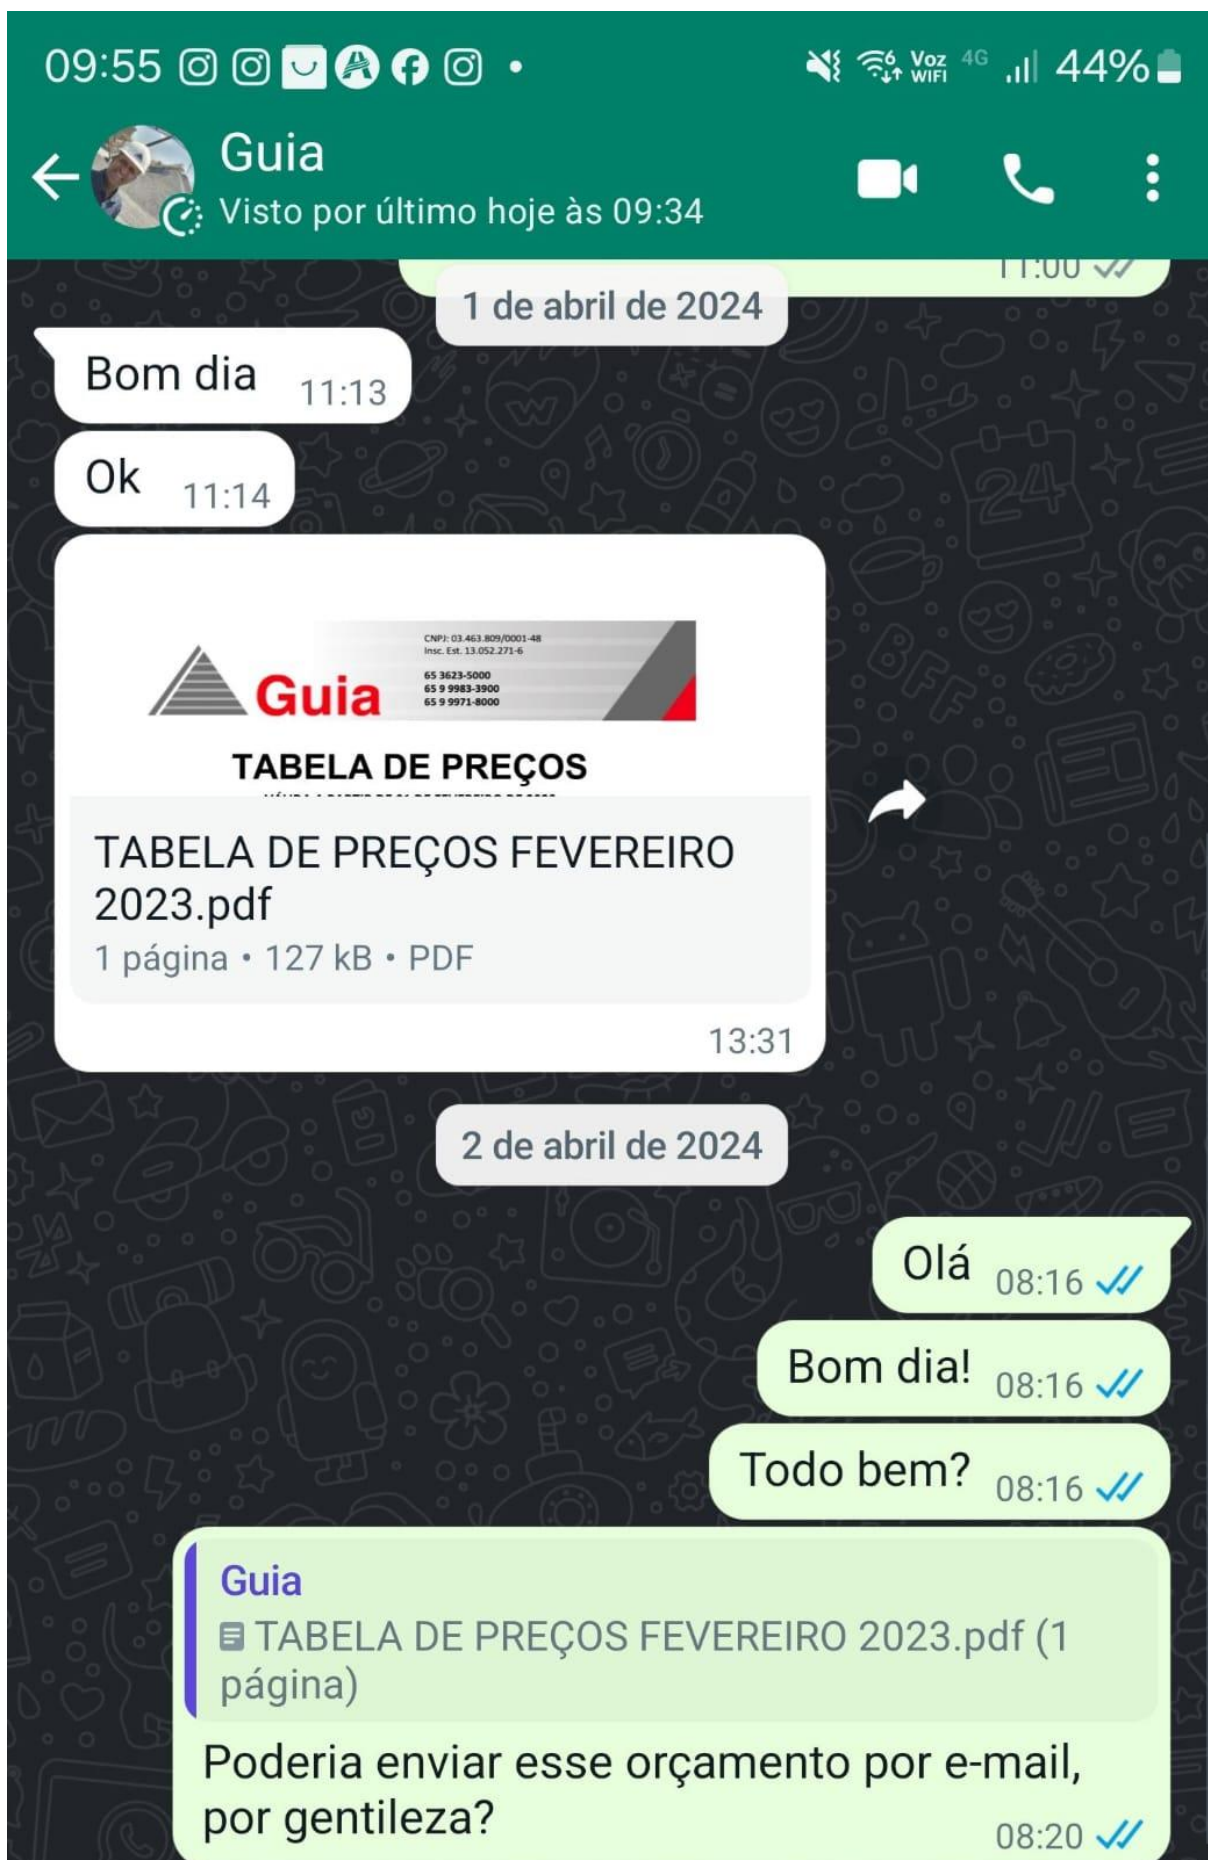 09:55
Voz
WIFI
4G
44%
Guia
Visto por último hoje às 09:34
11:00
1 de abril de 2024
Bom dia 11:13
Ok 11:14
CNPJ: 03.463.809/0001-48
Insc. Est. 13.052.271-6
65 3623-5000
65 9 9983-3900
65 9 9971-8000
Guia
TABELA DE PREÇOS
TABELA DE PREÇOS FEVEREIRO
2023.pdf
1 página • 127 kB • PDF
13:31
2 de abril de 2024
Olá 08:16
Bom dia! 08:16
Todo bem? 08:16
Guia
TABELA DE PREÇOS FEVEREIRO 2023.pdf (1
página)
Poderia enviar esse orçamento por e-mail,
por gentileza?
08:20